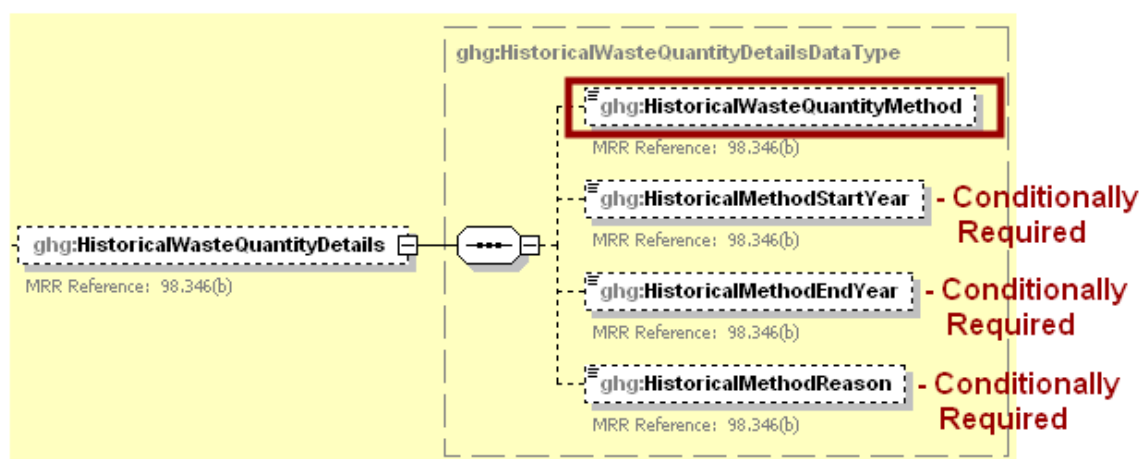 ghg:HistoricalWasteQuantityDetailsDataType
ghg:HistoricalWasteQuantityMethod
MRR Reference: 98.346(b)
ghg:HistoricalMethodStartYear - Conditionally
Required
MRR Reference: 98.346(b)
ghg:HistoricalWasteQuantityDetails
MRR Reference: 98.346(b)
ghg:HistoricalMethodEndYear - Conditionally
Required
MRR Reference: 98.346(b)
ghg:HistoricalMethodReason - Conditionally
Required
MRR Reference: 98.346(b)